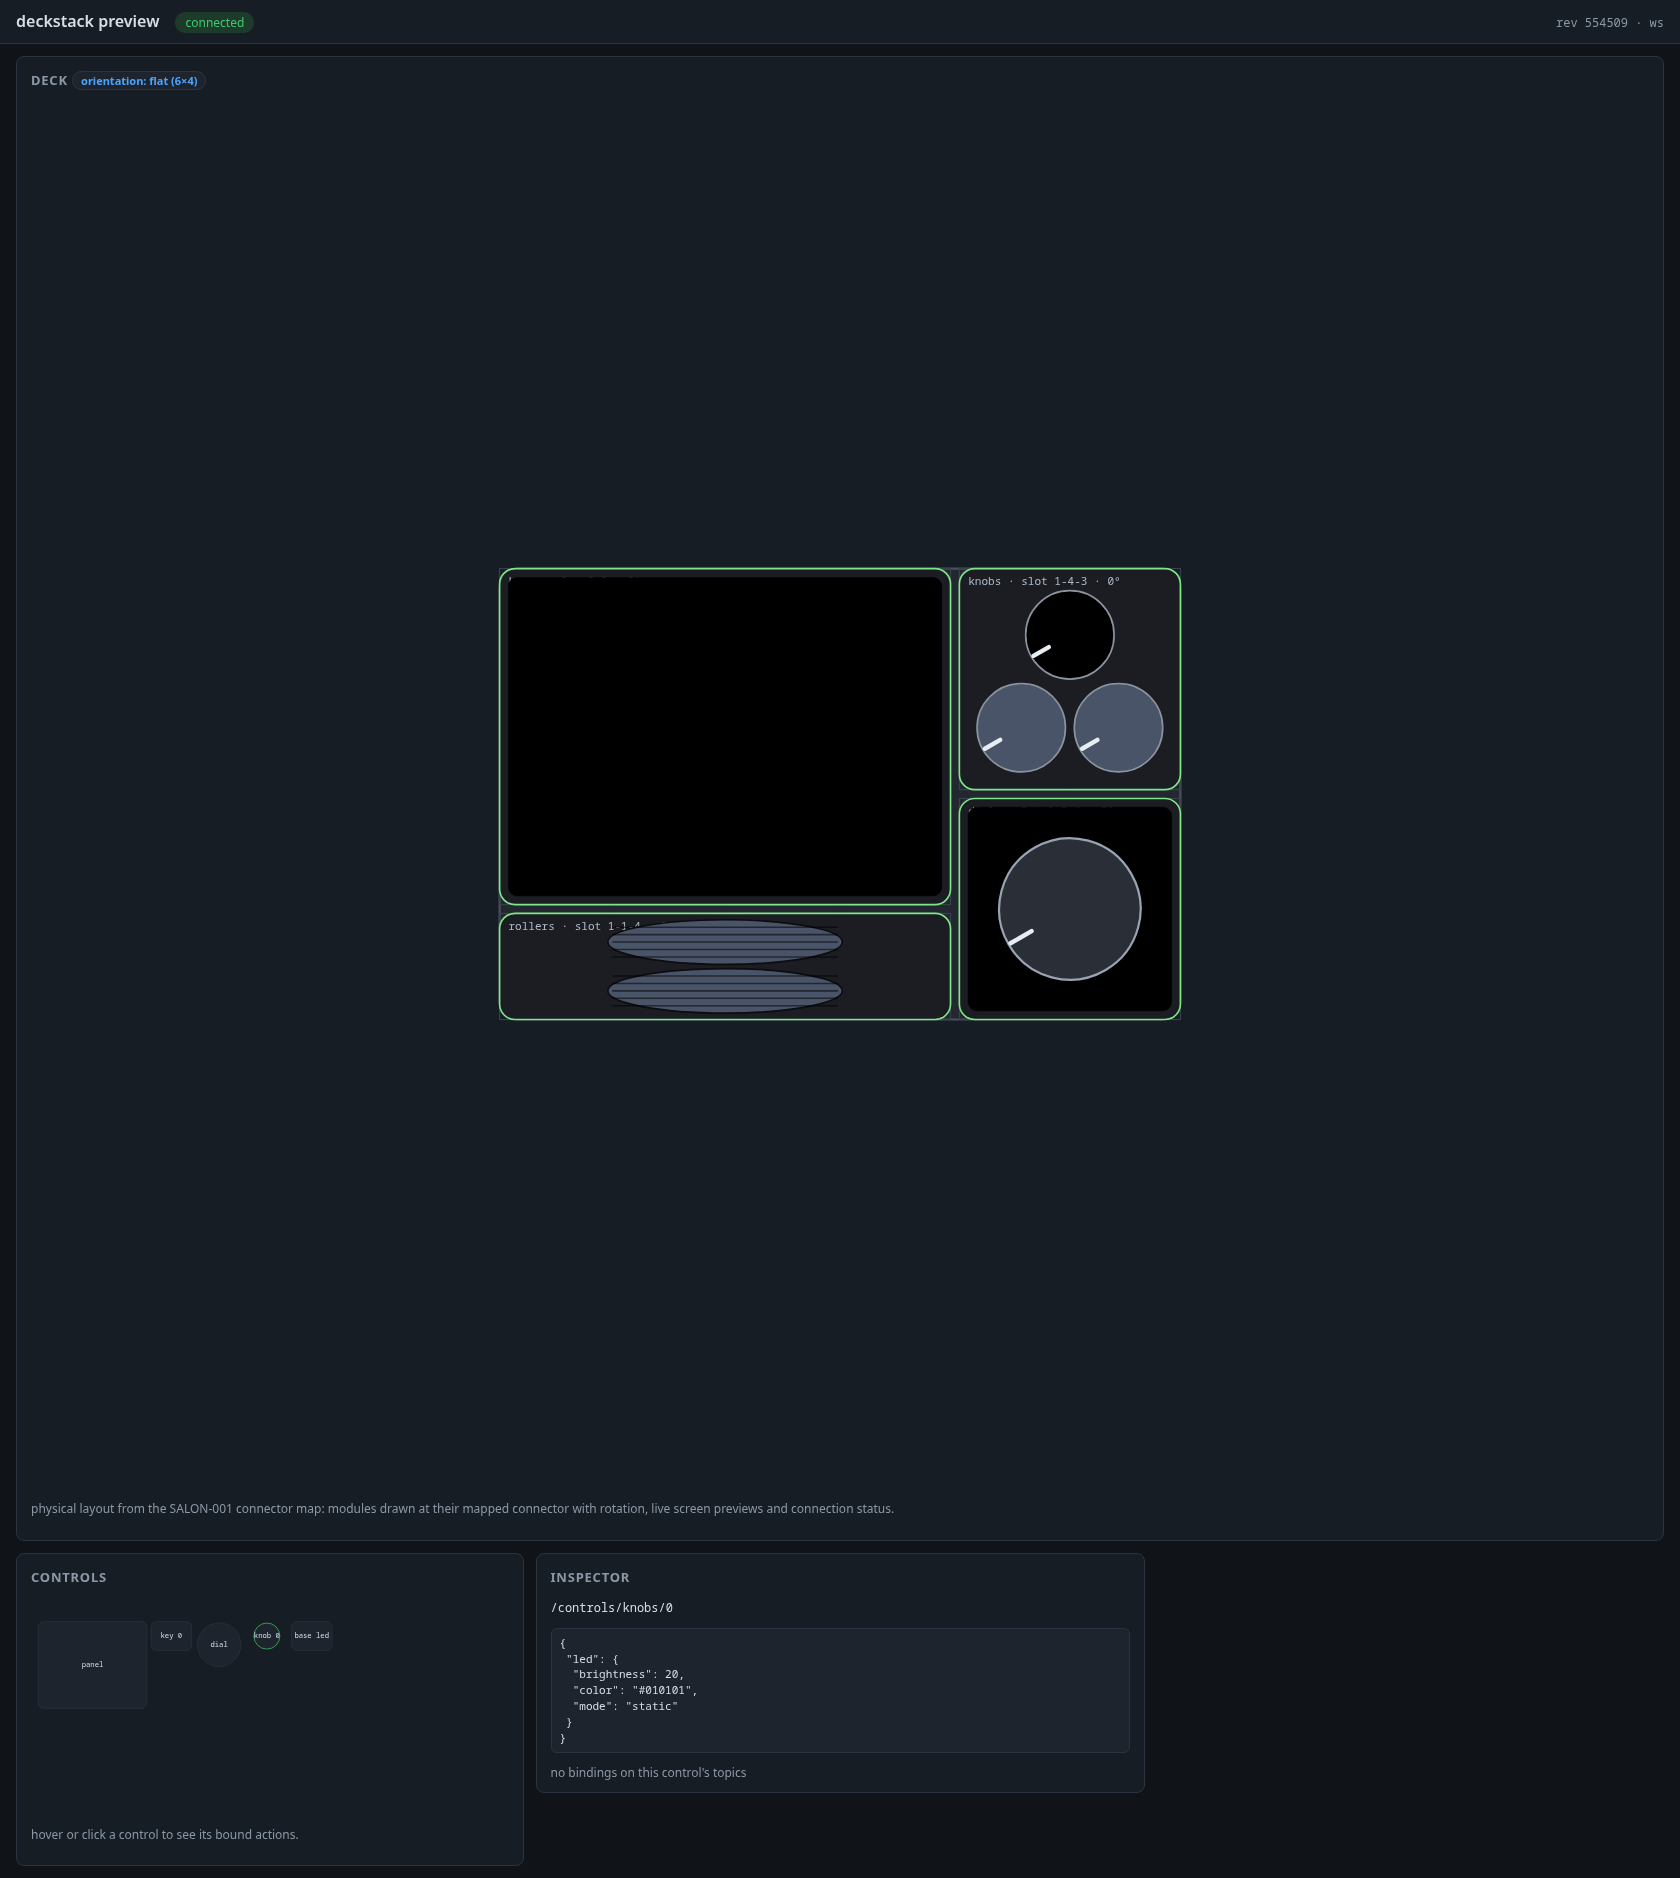 deckstack preview
connected
rev 554509 · ws
DECK
orientation: flat (6×4)
knobs · slot 1-4-3 · 0°
rollers · slot 1-1-4
physical layout from the SALON-001 connector map: modules drawn at their mapped connector with rotation, live screen previews and connection status.
CONTROLS
panel
key 0
dial
knob 0
base led
hover or click a control to see its bound actions.
INSPECTOR
/controls/knobs/0
{
"led": {
"brightness": 20,
"color": "#010101",
"mode": "static"
}
}
no bindings on this control's topics